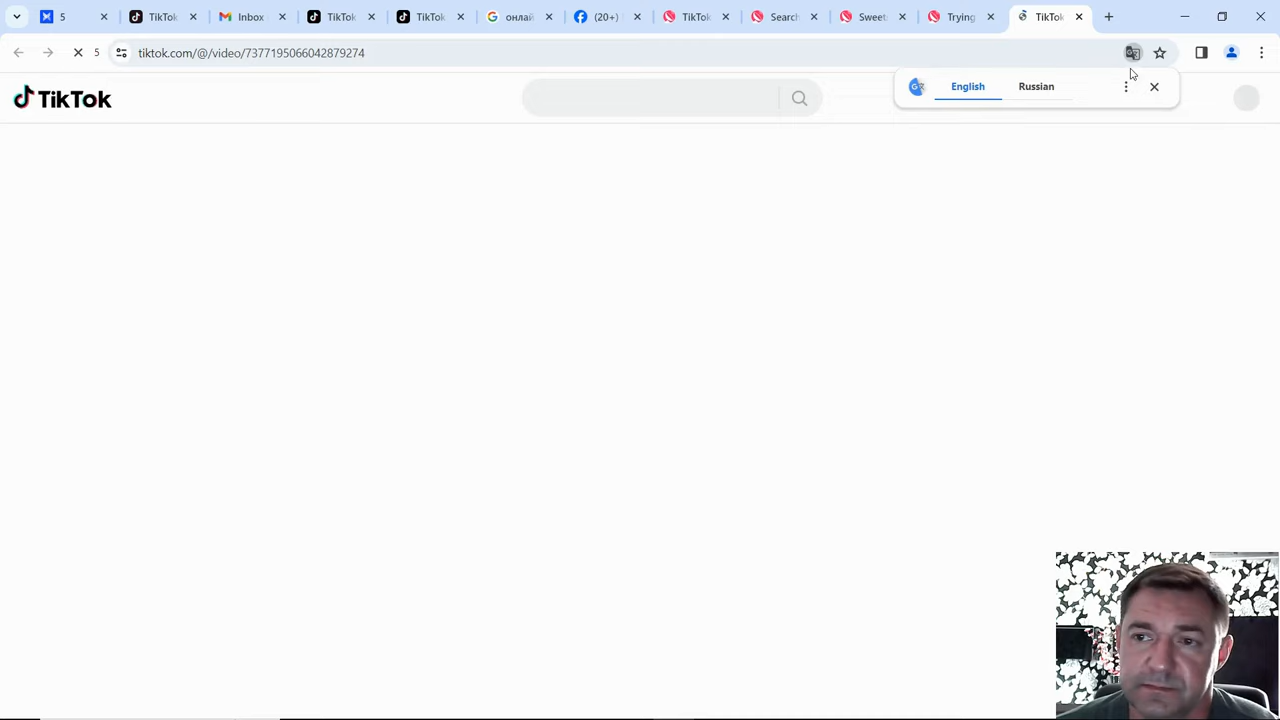 5
TikTok
Inbox
TikTok
TikTok
онлай
(20+)
TikTok
Search
Sweet
Trying
TikTok
5
tiktok.com/@/video/7377195066042879274
English
Russian
TikTok